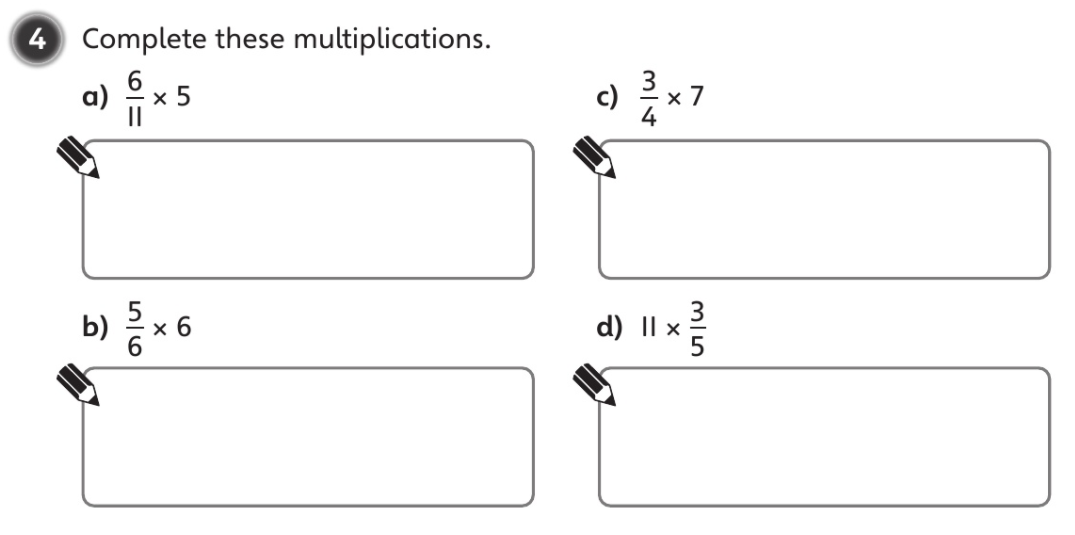 4 Complete these multiplications.
a) 6/11 × 5
c) 3/4 × 7
b) 5/6 × 6
d) 11 × 3/5